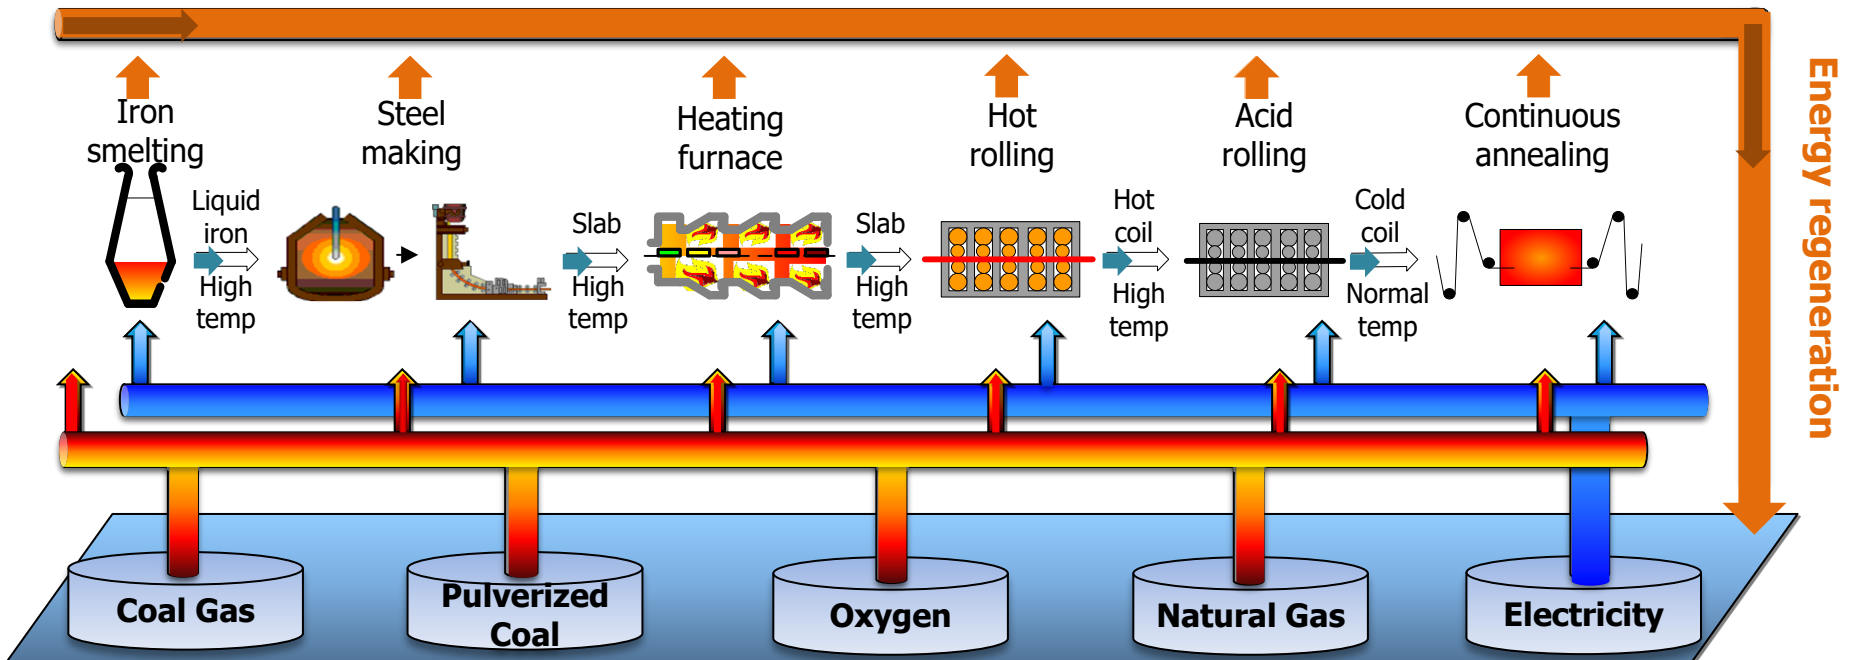 Iron
smelting
Steel
making
Heating
furnace
Hot
rolling
Acid
rolling
Continuous
annealing
Liquid
iron
High
temp
Slab
High
temp
Slab
High
temp
Hot
coil
High
temp
Cold
coil
Normal
temp
Energy regeneration
Coal Gas
Pulverized
Coal
Oxygen
Natural Gas
Electricity